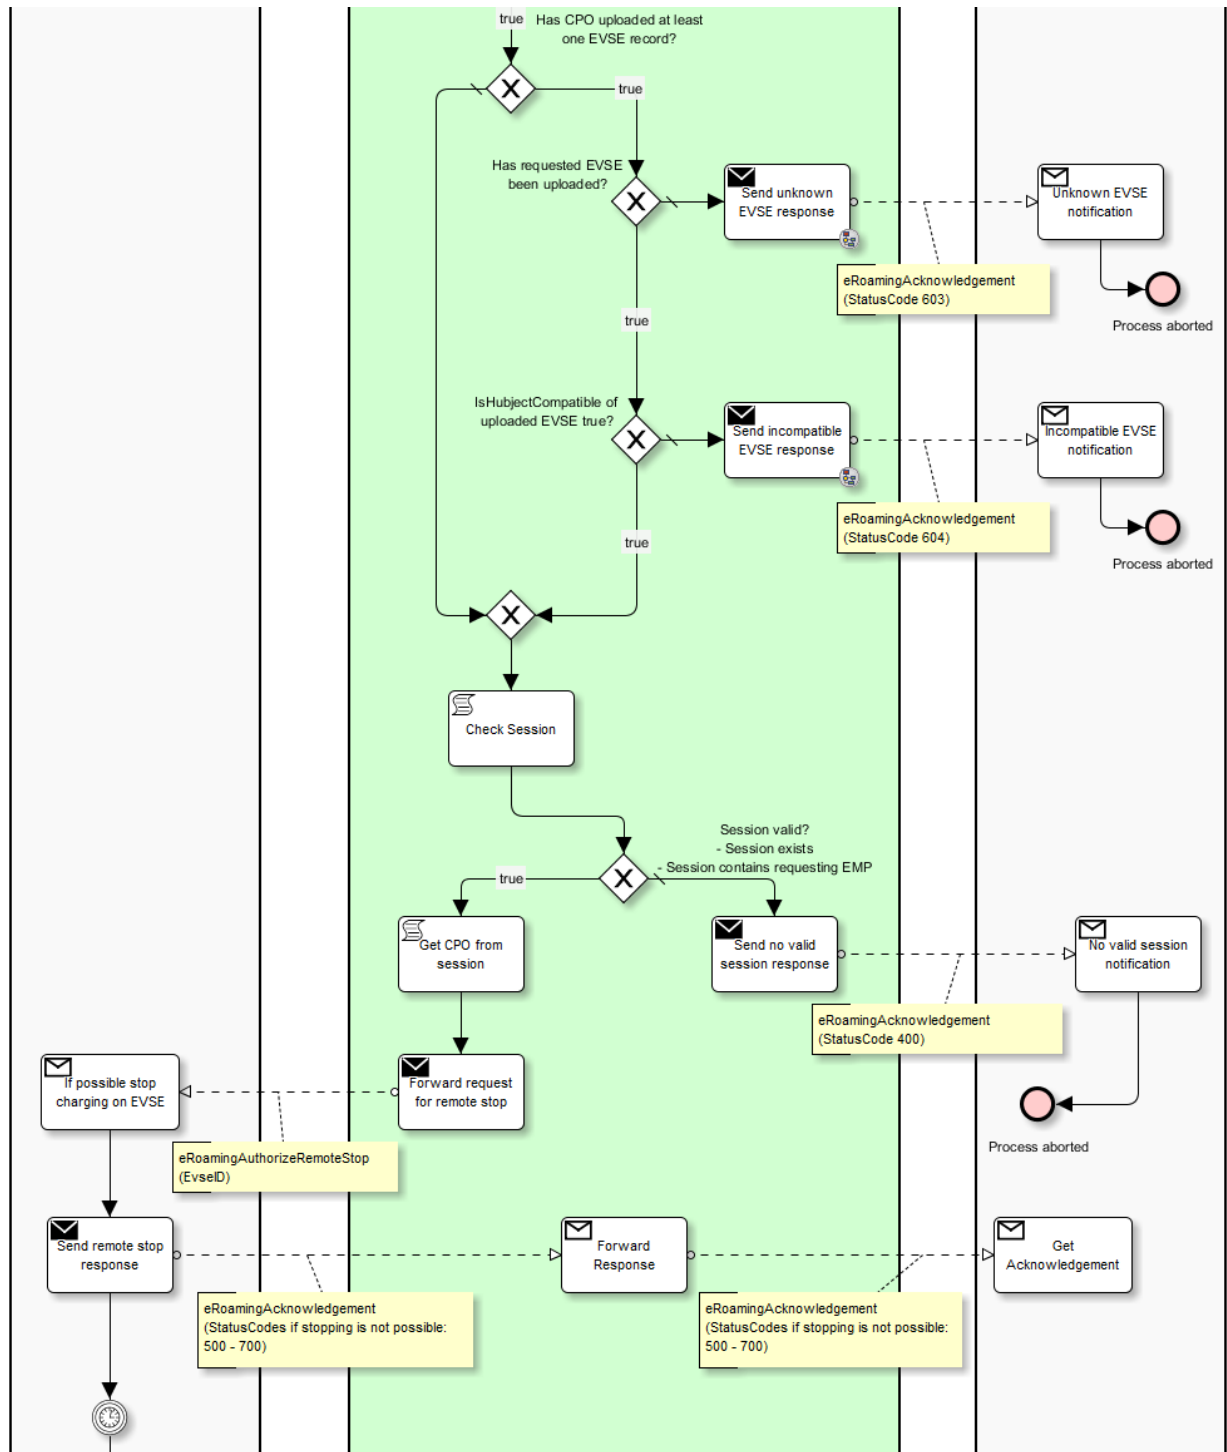 true
Has CPO uploaded at least
one EVSE record?
true
Has requested EVSE
been uploaded?
Send unknown
EVSE response
Unknown EVSE
notification
eRoamingAcknowledgement
(StatusCode 603)
Process aborted
true
IsHubjectCompatible of
uploaded EVSE true?
Send incompatible
EVSE response
Incompatible EVSE
notification
eRoamingAcknowledgement
(StatusCode 604)
Process aborted
true
Check Session
Session valid?
- Session exists
- Session contains requesting EMP
true
Get CPO from
session
Send no valid
session response
No valid session
notification
eRoamingAcknowledgement
(StatusCode 400)
If possible stop
charging on EVSE
Forward request
for remote stop
Process aborted
eRoamingAuthorizeRemoteStop
(EvseID)
Send remote stop
response
Forward
Response
Get
Acknowledgement
eRoamingAcknowledgement
(StatusCodes if stopping is not possible:
500 - 700)
eRoamingAcknowledgement
(StatusCodes if stopping is not possible:
500 - 700)